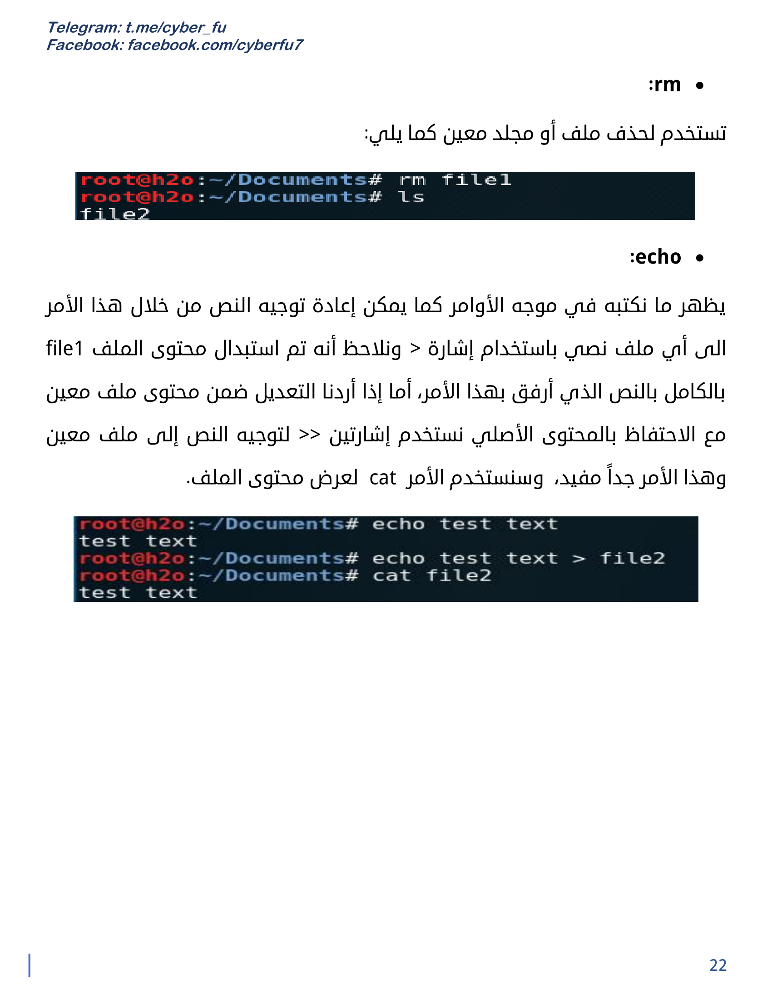 Telegram: t.me/cyber_fu
Facebook: facebook.com/cyberfu7
• rm:
تستخدم لحذف ملف أو مجلد معين كما يلي:
root@h2o:~/Documents# rm file1
root@h2o:~/Documents# ls
file2
• echo:
يظهر ما نكتبه في موجه الأوامر كما يمكن إعادة توجيه النص من خلال هذا الأمر
الى أي ملف نصي باستخدام إشارة > ونلاحظ أنه تم استبدال محتوى الملف file1
بالكامل بالنص الذي أرفق بهذا الأمر، أما إذا أردنا التعديل ضمن محتوى ملف معين
مع الاحتفاظ بالمحتوى الأصلي نستخدم إشارتين >> لتوجيه النص إلى ملف معين
وهذا الأمر جداً مفيد، وسنستخدم الأمر cat لعرض محتوى الملف.
root@h2o:~/Documents# echo test text
test text
root@h2o:~/Documents# echo test text > file2
root@h2o:~/Documents# cat file2
test text
22